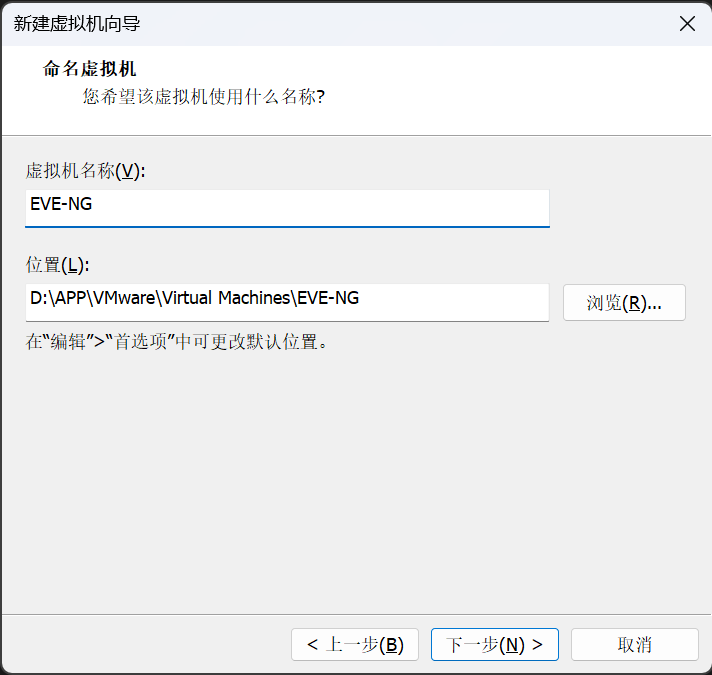 新建虚拟机向导
命名虚拟机
您希望该虚拟机使用什么名称?
虚拟机名称(V):
EVE-NG
位置(L):
D:\APP\VMware\Virtual Machines\EVE-NG
浏览(R)...
在“编辑”>“首选项”中可更改默认位置。
< 上一步(B)
下一步(N) >
取消